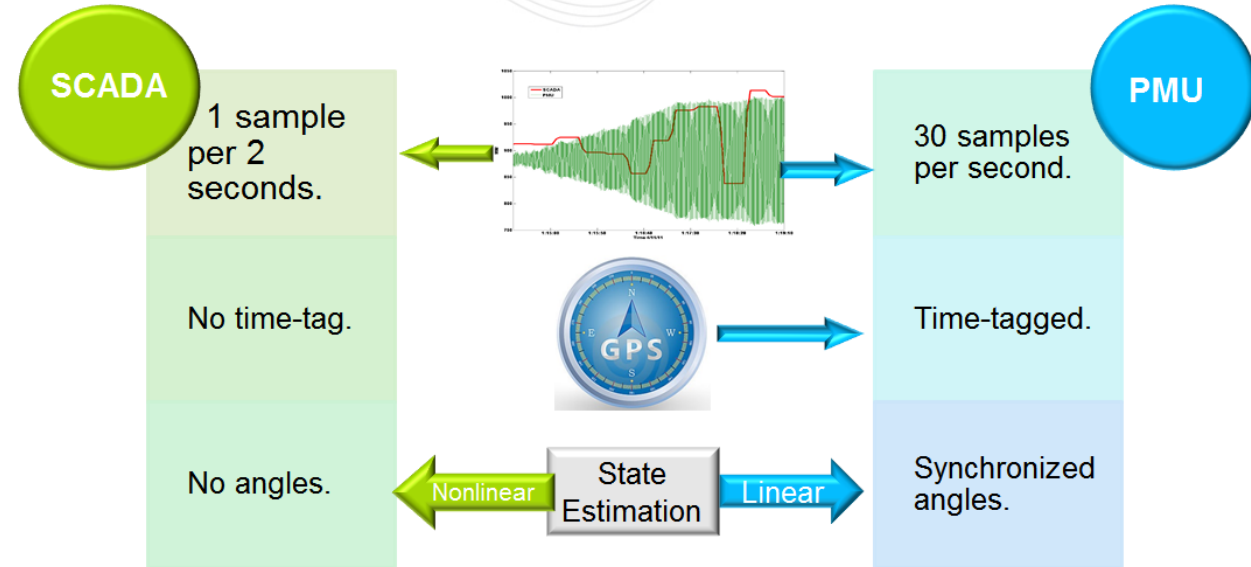 SCADA
PMU
1 sample
per 2
seconds.
SCADA
PMU
30 samples
per second.
No time-tag.
N
E
W
GPS
S
Time-tagged.
No angles.
Nonlinear
State
Estimation
Linear
Synchronized
angles.